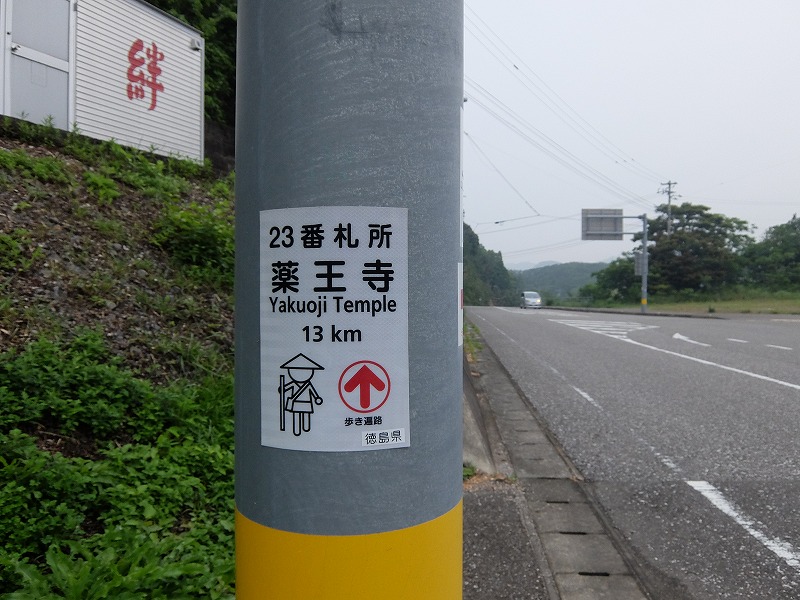 絆
23番札所
薬王寺
Yakuoji Temple
13 km
歩き遍路
徳島県